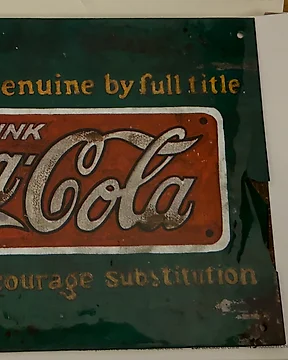 enuine by full title
INK
a-Cola
courage substitution